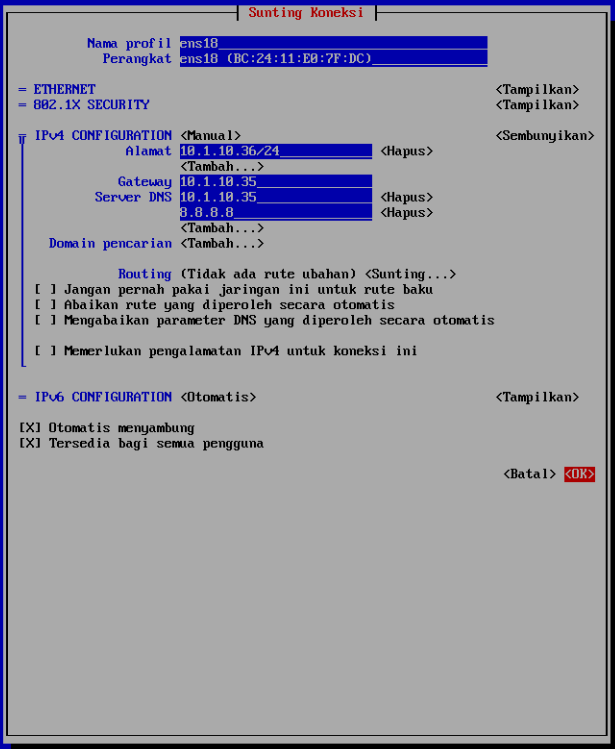 Sunting Koneksi
Nama profil ens18
Perangkat ens18 (BC:24:11:E0:7F:DC)
= ETHERNET <Tampilkan>
= 802.1X SECURITY <Tampilkan>
= IPv4 CONFIGURATION <Manual> <Sembunyikan>
Alamat 10.1.10.36/24 <Hapus>
<Tambah...>
Gateway 10.1.10.35
Server DNS 10.1.10.35 <Hapus>
8.8.8.8 <Hapus>
<Tambah...>
Domain pencarian <Tambah...>
Routing (Tidak ada rute ubahan) <Sunting...>
[ ] Jangan pernah pakai jaringan ini untuk rute baku
[ ] Abaikan rute yang diperoleh secara otomatis
[ ] Mengabaikan parameter DNS yang diperoleh secara otomatis
[ ] Memerlukan pengalamatan IPv4 untuk koneksi ini
= IPv6 CONFIGURATION <Otomatis> <Tampilkan>
[X] Otomatis menyambung
[X] Tersedia bagi semua pengguna
<Batal> <OK>